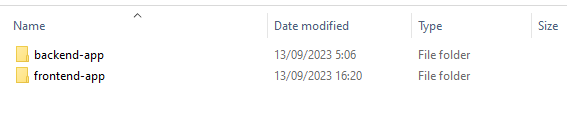 Name Date modified Type Size
backend-app 13/09/2023 5:06 File folder
frontend-app 13/09/2023 16:20 File folder